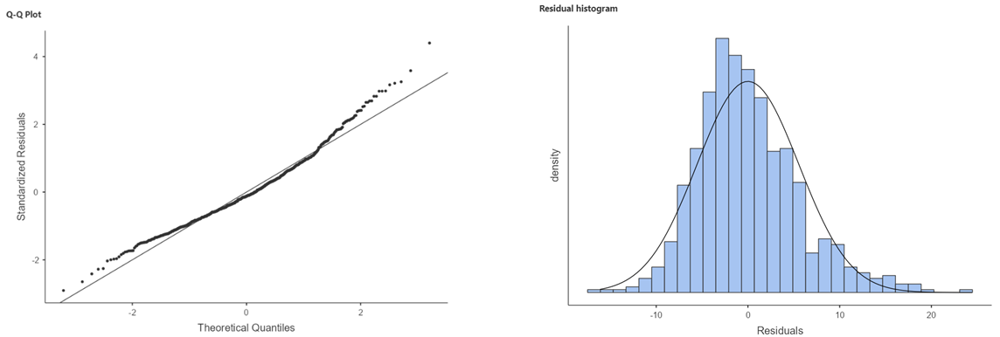 Q-Q Plot
4
2
0
-2
Standardized Residuals
-2
0
2
Theoretical Quantiles
Residual histogram
density
-10
0
10
20
Residuals